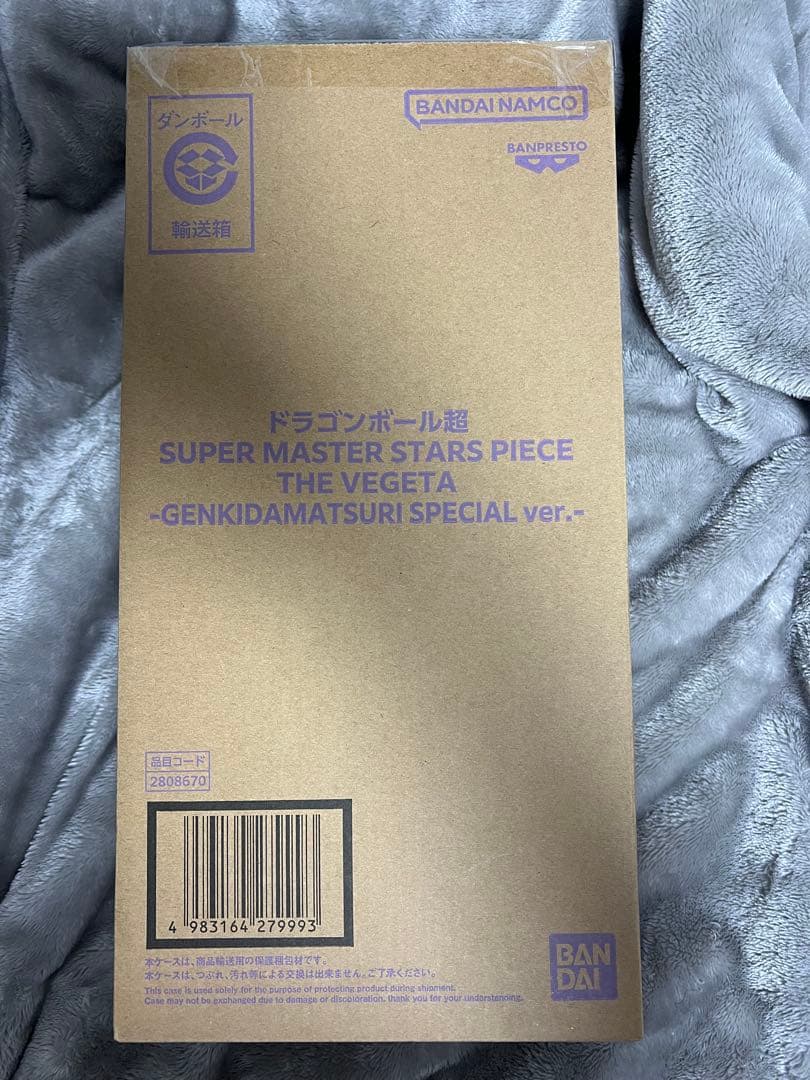 ダンボール
輸送箱
BANDAI NAMCO
BANPRESTO
ドラゴンボール超
SUPER MASTER STARS PIECE
THE VEGETA
-GENKIDAMATSURI SPECIAL ver.-
品目コード
2808670
4 983164 279993
本ケースは、商品輸送用の保護梱包材です。
本ケースは、つぶれ、汚れ等による交換は出来ません。ご了承ください。
This case is used solely for the purpose of protecting product during shipment.
Case may not be exchanged due to damage or discoloration. thank you for your understanding.
BAN
DAI